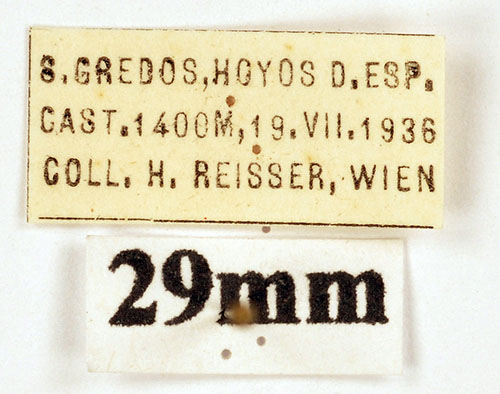 S.GREDOS,HOYOS D.ESP.
CAST.1400M,19.VII.1936
COLL. H. REISSER, WIEN
29mm